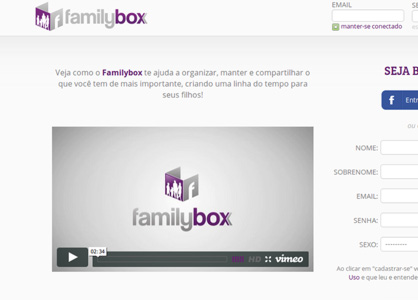 familybox
EMAIL
manter-se conectado
Veja como o Familybox te ajuda a organizar, manter e compartilhar o
que você tem de mais importante, criando uma linha do tempo para
seus filhos!
familybox
02:34
HD
vimeo
SEJA B
f Entr
ou
NOME:
SOBRENOME:
EMAIL:
SENHA:
SEXO: ---------
Ao clicar em "cadastrar-se" v
Uso e que leu e entende